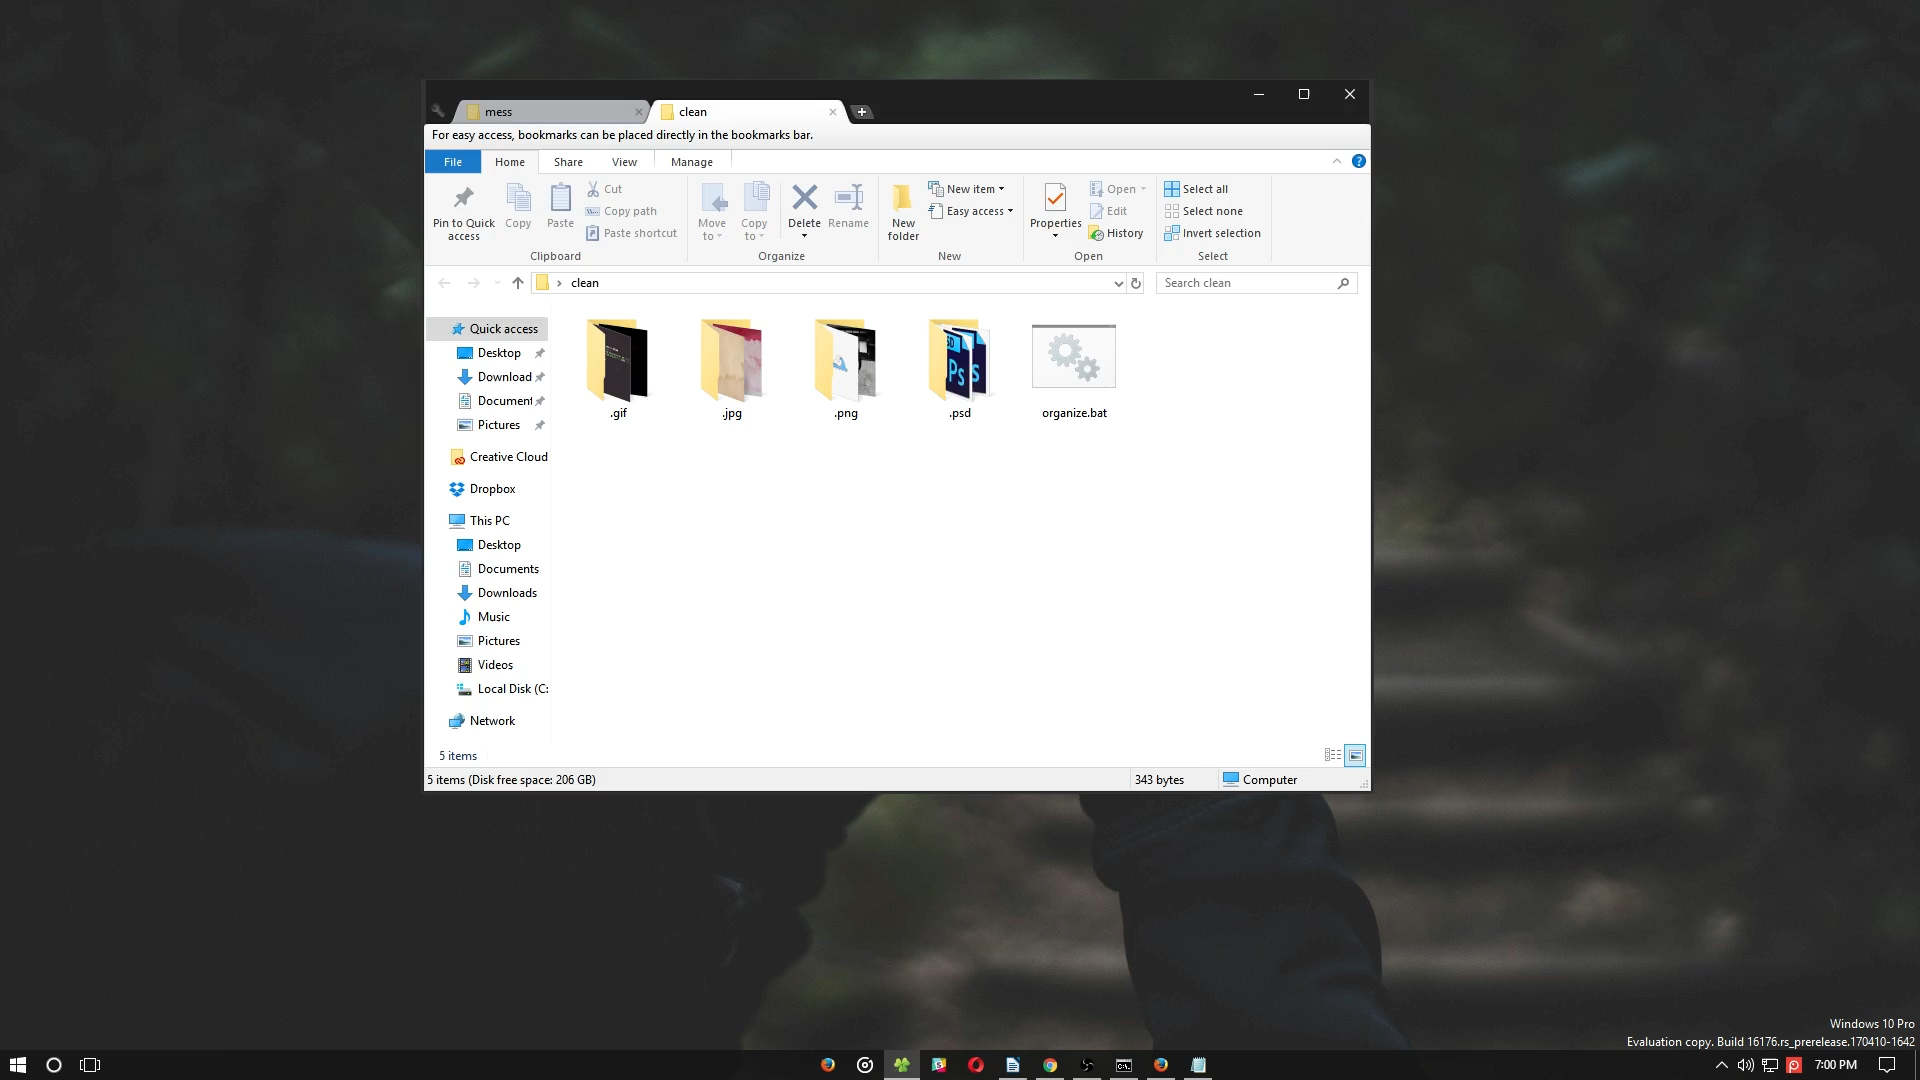 mess
clean
For easy access, bookmarks can be placed directly in the bookmarks bar.
File
Home
Share
View
Manage
Pin to Quick access
Copy
Paste
Cut
Copy path
Paste shortcut
Clipboard
Move to
Copy to
Delete
Rename
Organize
New folder
New item
Easy access
New
Properties
Open
Edit
History
Open
Select all
Select none
Invert selection
Select
clean
Search clean
Quick access
Desktop
Download
Document
Pictures
Creative Cloud
Dropbox
This PC
Desktop
Documents
Downloads
Music
Pictures
Videos
Local Disk (C:
Network
.gif
.jpg
.png
.psd
organize.bat
5 items
5 items (Disk free space: 206 GB)
343 bytes
Computer
Windows 10 Pro
Evaluation copy. Build 16176.rs_prerelease.170410-1642
7:00 PM